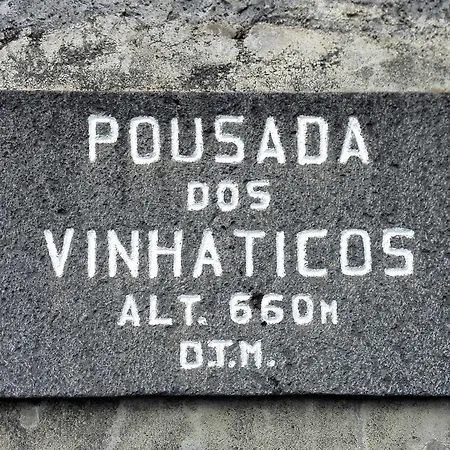 POUSADA
DOS
VINHATICOS
ALT. 660M
D.T.M.